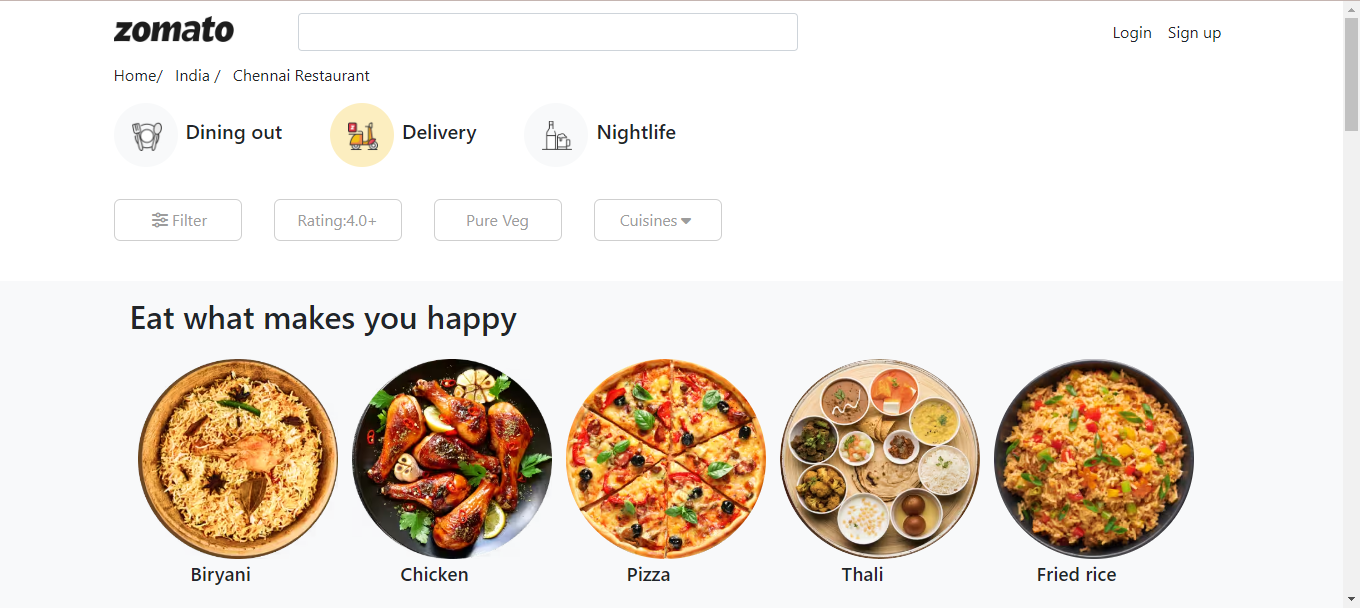 zomato
Login Sign up
Home/ India / Chennai Restaurant
Dining out Delivery Nightlife
Filter Rating:4.0+ Pure Veg Cuisines
Eat what makes you happy
Biryani Chicken Pizza Thali Fried rice